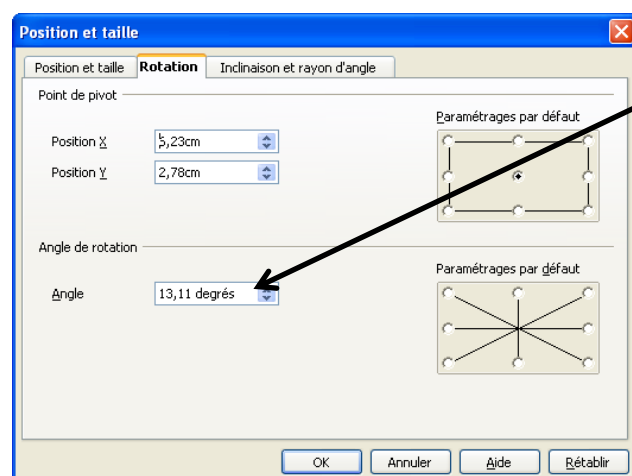 Position et taille
Position et taille Rotation Inclinaison et rayon d'angle
Point de pivot
Paramétrages par défaut
Position X 5,23cm
Position Y 2,78cm
Angle de rotation
Paramétrages par défaut
Angle 13,11 degrés
OK Annuler Aide Rétablir